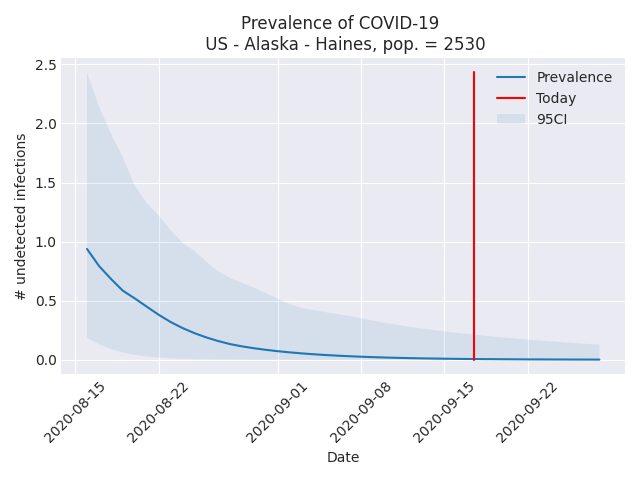 Prevalence of COVID-19
US - Alaska - Haines, pop. = 2530
Prevalence
Today
95CI
# undetected infections
2.5
2.0
1.5
1.0
0.5
0.0
2020-08-15
2020-08-22
2020-09-01
2020-09-08
2020-09-15
2020-09-22
Date